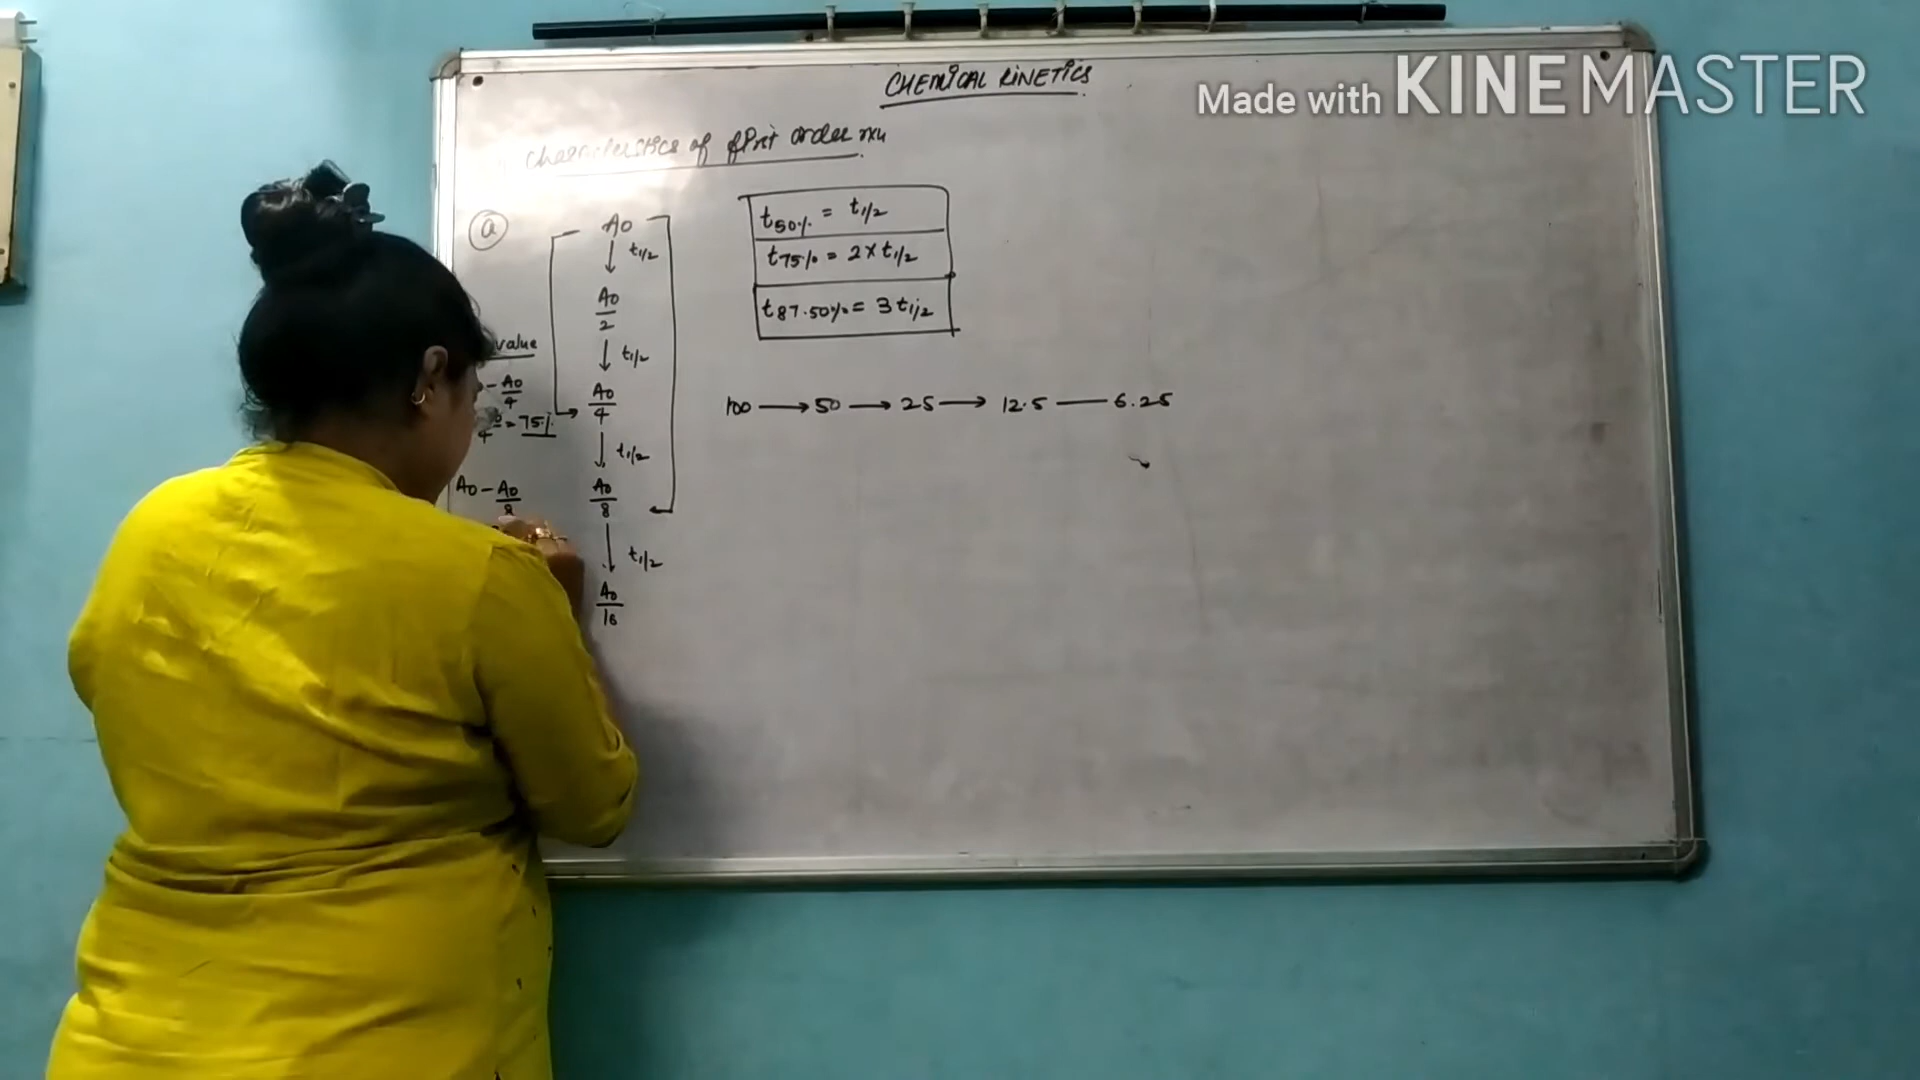 CHEMICAL KINETICS
Made with KINEMASTER
Characteristics of first order rxn
a
A0
t1/2
A0/2
t1/2
A0/4
t1/2
A0/8
t1/2
A0/16
t50% = t1/2
t75% = 2 × t1/2
t87.50% = 3 t1/2
value
- A0/4
4 = 75%
A0 - A0/8
100 → 50 → 25 → 12.5 — 6.25